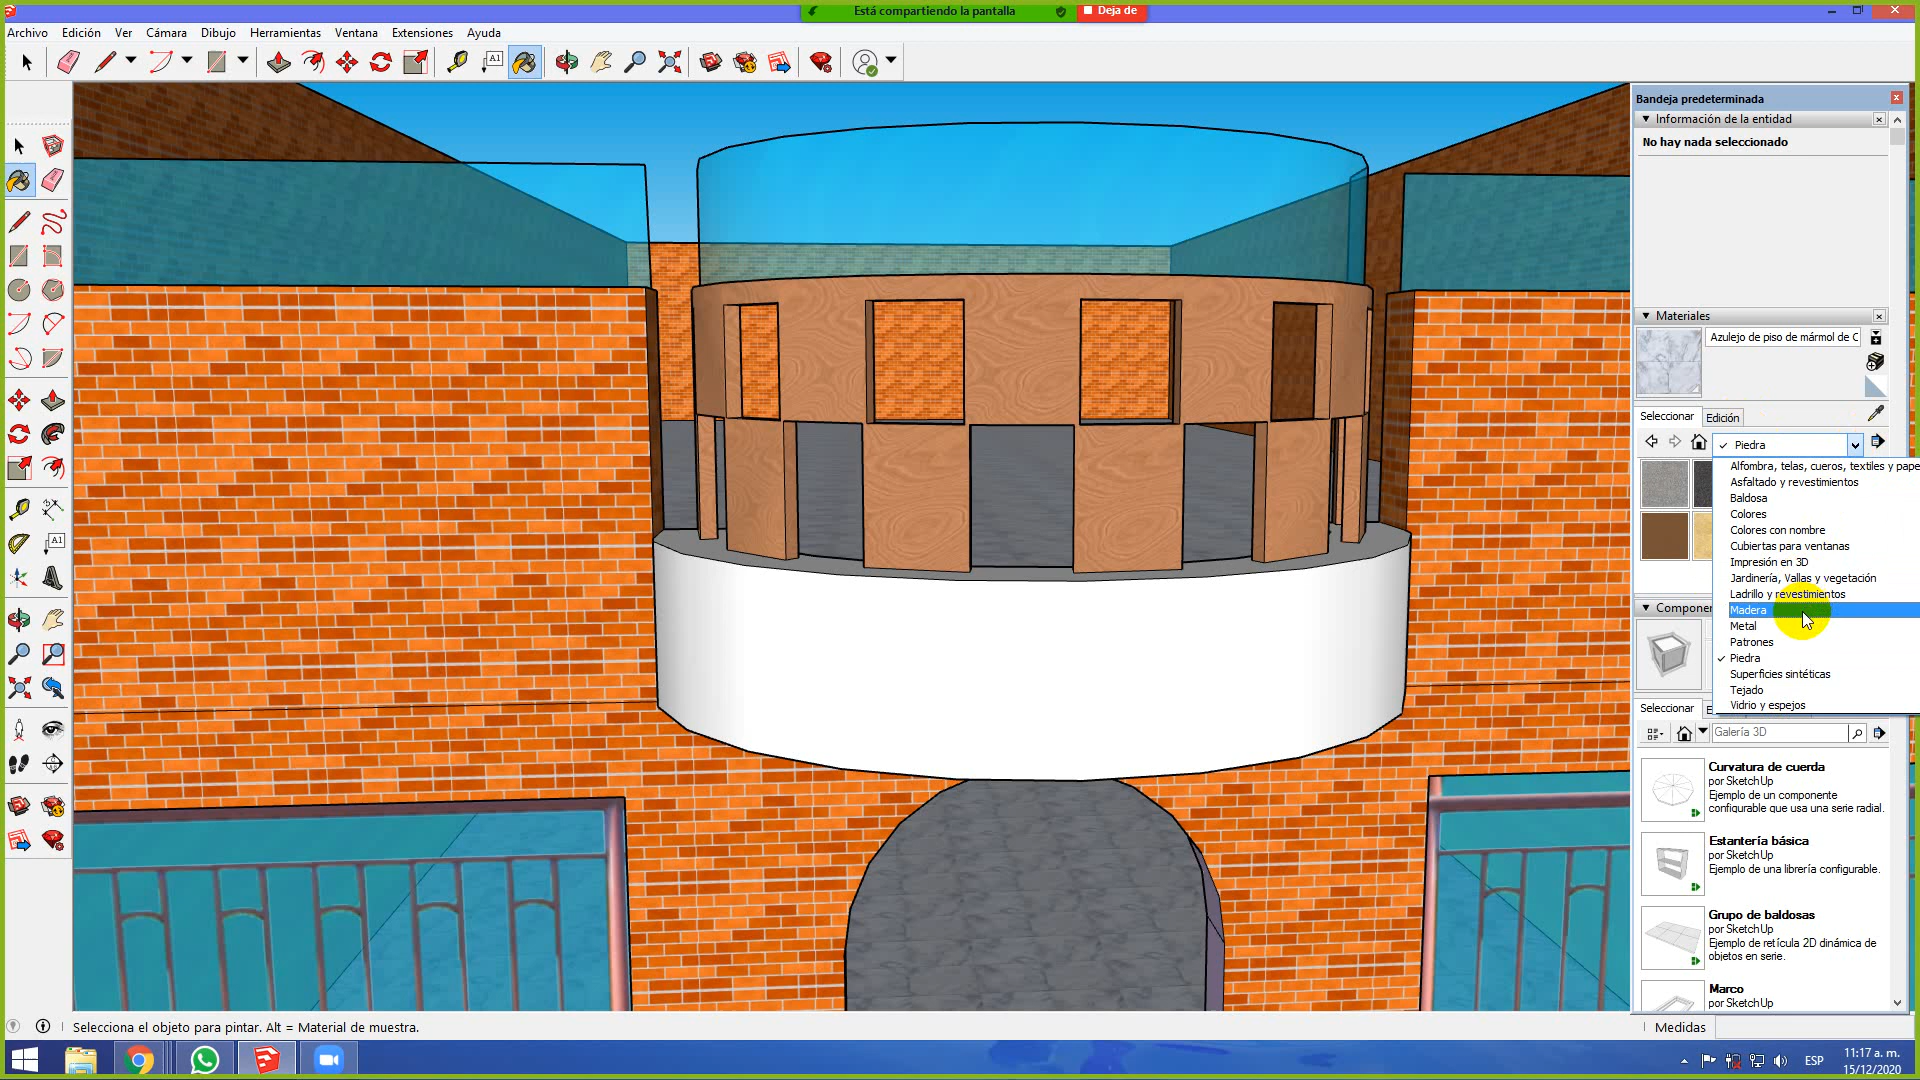 Está compartiendo la pantalla
Deja de
Archivo Edición Ver Cámara Dibujo Herramientas Ventana Extensiones Ayuda
A1
A1
Bandeja predeterminada
Información de la entidad
No hay nada seleccionado
Materiales
Azulejo de piso de mármol de C
Seleccionar Edición
Piedra
Alfombra, telas, cueros, textiles y pape
Asfaltado y revestimientos
Baldosa
Colores
Colores con nombre
Cubiertas para ventanas
Impresión en 3D
Jardinería, Vallas y vegetación
Ladrillo y revestimientos
Madera
Metal
Patrones
Piedra
Superficies sintéticas
Tejado
Vidrio y espejos
Componen
Seleccionar E
Galería 3D
Curvatura de cuerda
por SketchUp
Ejemplo de un componente
configurable que usa una serie radial.
Estantería básica
por SketchUp
Ejemplo de una librería configurable.
Grupo de baldosas
por SketchUp
Ejemplo de retícula 2D dinámica de
objetos en serie.
Marco
por SketchUp
Selecciona el objeto para pintar. Alt = Material de muestra.
Medidas
ESP
11:17 a. m.
15/12/2020